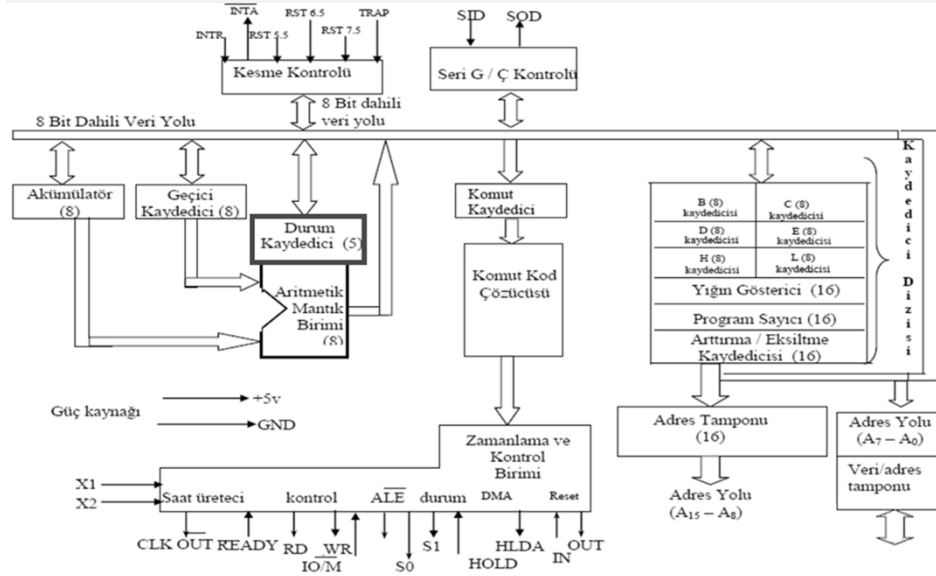 INTA
RST 6.5
TRAP
INTR
RST 5.5
RST 7.5
Kesme Kontrolü
SID
SOD
Seri G / Ç Kontrolü
8 Bit dahili
veri yolu
8 Bit Dahili Veri Yolu
Akümülatör
(8)
Geçici
Kaydedici (8)
Durum
Kaydedici (5)
Aritmetik
Mantık
Birimi
(8)
Komut
Kaydedici
Komut Kod
Çözücüsü
B (8)
kaydedicisi
C (8)
kaydedicisi
D (8)
kaydedicisi
E (8)
kaydedicisi
H (8)
kaydedicisi
L (8)
kaydedicisi
Yığın Gösterici (16)
Program Sayıcı (16)
Arttırma / Eksiltme
Kaydedicisi (16)
Kaydedici Dizisi
Güç kaynağı
+5v
GND
Adres Tamponu
(16)
Adres Yolu
(A15 – A8)
Adres Yolu
(A7 – A0)
Veri/adres
tamponu
Zamanlama ve
Kontrol
Birimi
X1
X2
Saat üreteci
kontrol
ALE
durum
DMA
Reset
CLK OUT
READY
RD
WR
IO/M
S0
S1
HOLD
HLDA
IN
OUT